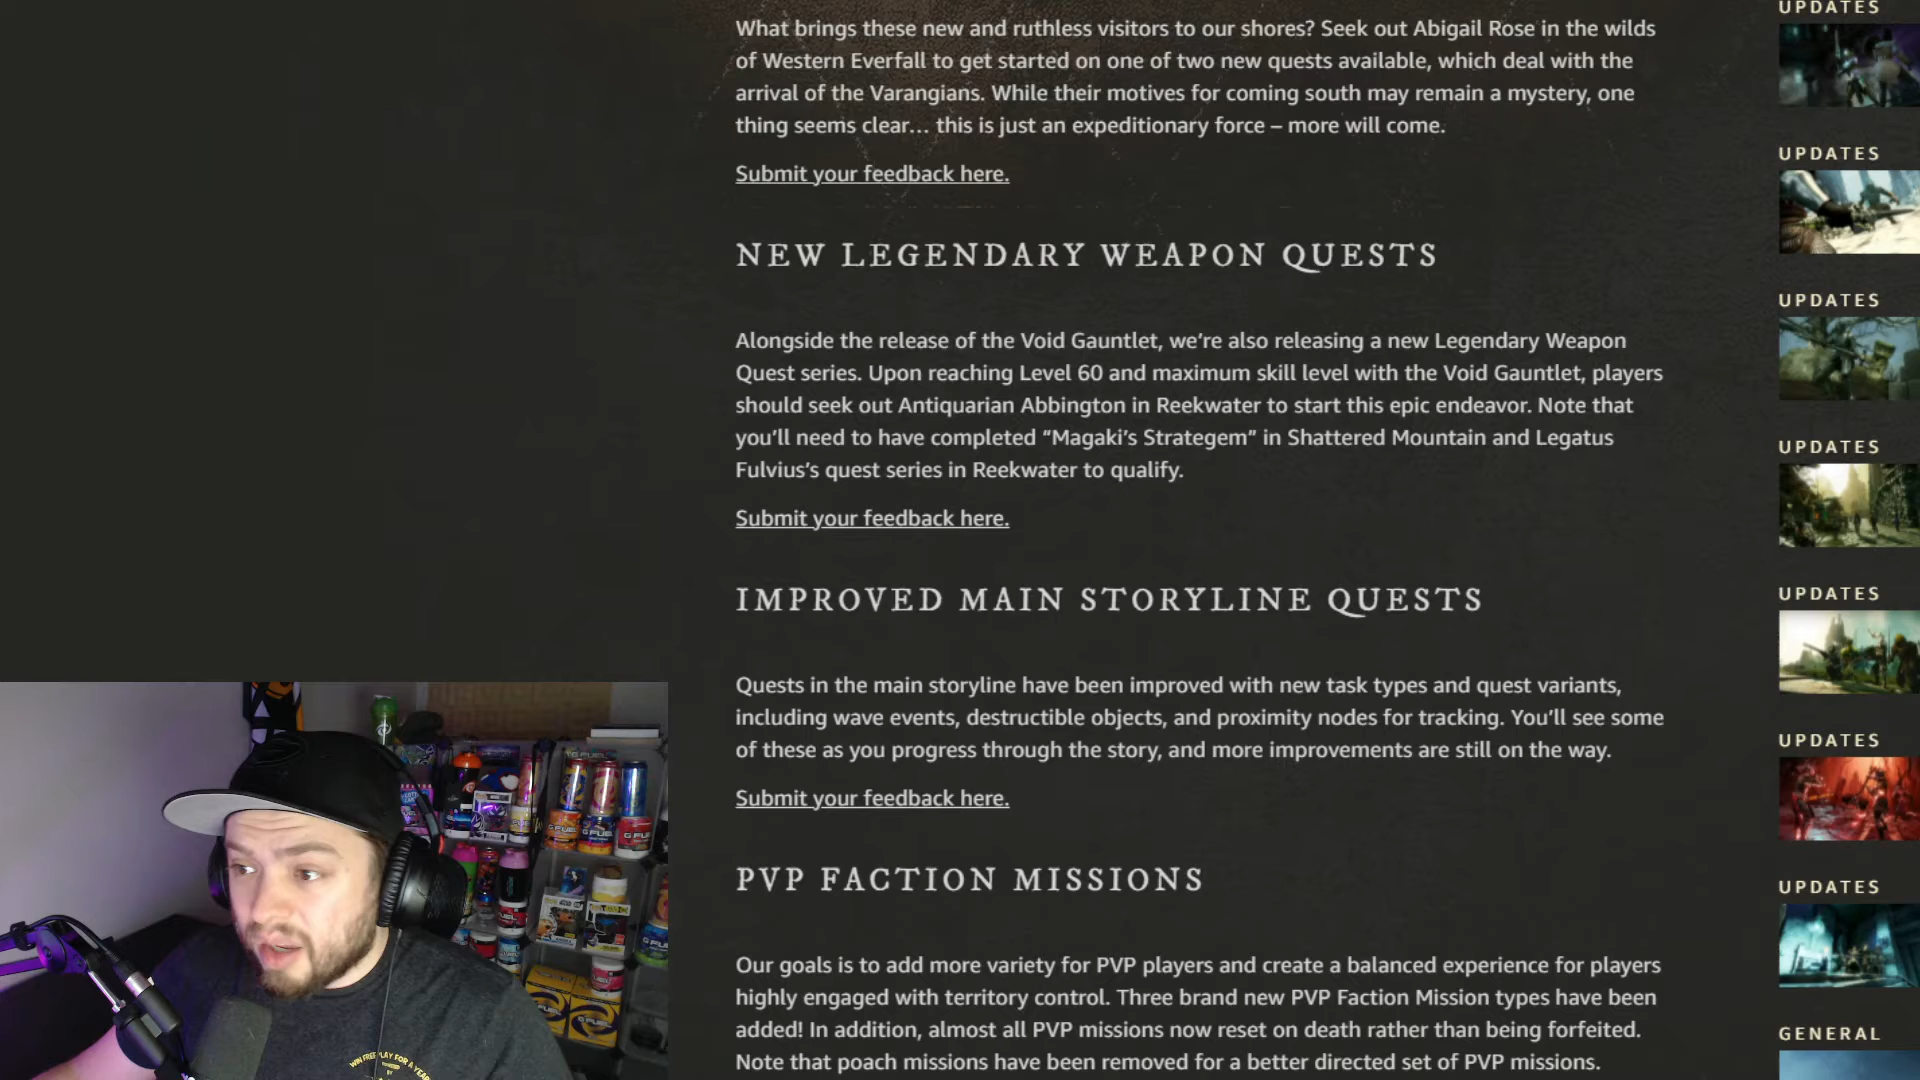 UPDATES
What brings these new and ruthless visitors to our shores? Seek out Abigail Rose in the wilds
of Western Everfall to get started on one of two new quests available, which deal with the
arrival of the Varangians. While their motives for coming south may remain a mystery, one
thing seems clear… this is just an expeditionary force – more will come.
Submit your feedback here.
UPDATES
NEW LEGENDARY WEAPON QUESTS
UPDATES
Alongside the release of the Void Gauntlet, we’re also releasing a new Legendary Weapon
Quest series. Upon reaching Level 60 and maximum skill level with the Void Gauntlet, players
should seek out Antiquarian Abbington in Reekwater to start this epic endeavor. Note that
you’ll need to have completed “Magaki’s Strategem” in Shattered Mountain and Legatus
Fulvius’s quest series in Reekwater to qualify.
UPDATES
Submit your feedback here.
IMPROVED MAIN STORYLINE QUESTS
UPDATES
Quests in the main storyline have been improved with new task types and quest variants,
including wave events, destructible objects, and proximity nodes for tracking. You’ll see some
of these as you progress through the story, and more improvements are still on the way.
UPDATES
Submit your feedback here.
PVP FACTION MISSIONS
UPDATES
Our goals is to add more variety for PVP players and create a balanced experience for players
highly engaged with territory control. Three brand new PVP Faction Mission types have been
added! In addition, almost all PVP missions now reset on death rather than being forfeited.
Note that poach missions have been removed for a better directed set of PVP missions.
GENERAL
G FUEL
G FUEL
G FUEL
WIN FREE PLAY FOR A YEAR